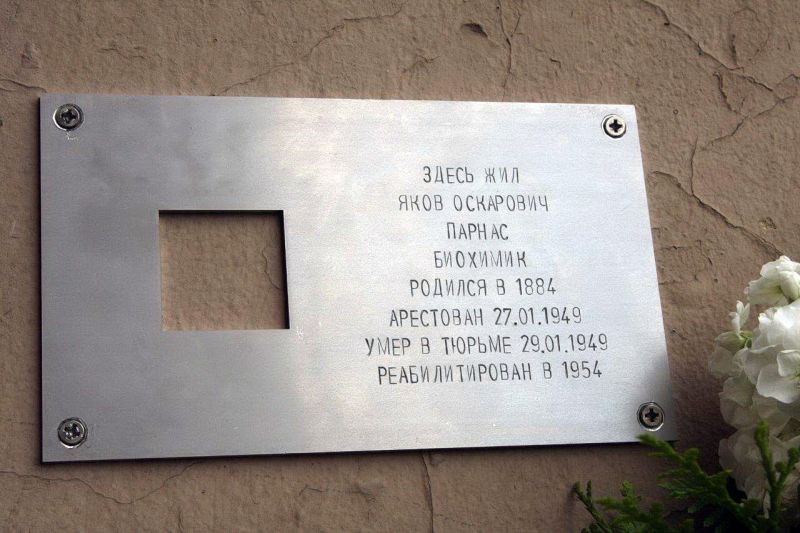 ЗДЕСЬ ЖИЛ
ЯКОВ ОСКАРОВИЧ
ПАРНАС
БИОХИМИК
РОДИЛСЯ В 1884
АРЕСТОВАН 27.01.1949
УМЕР В ТЮРЬМЕ 29.01.1949
РЕАБИЛИТИРОВАН В 1954